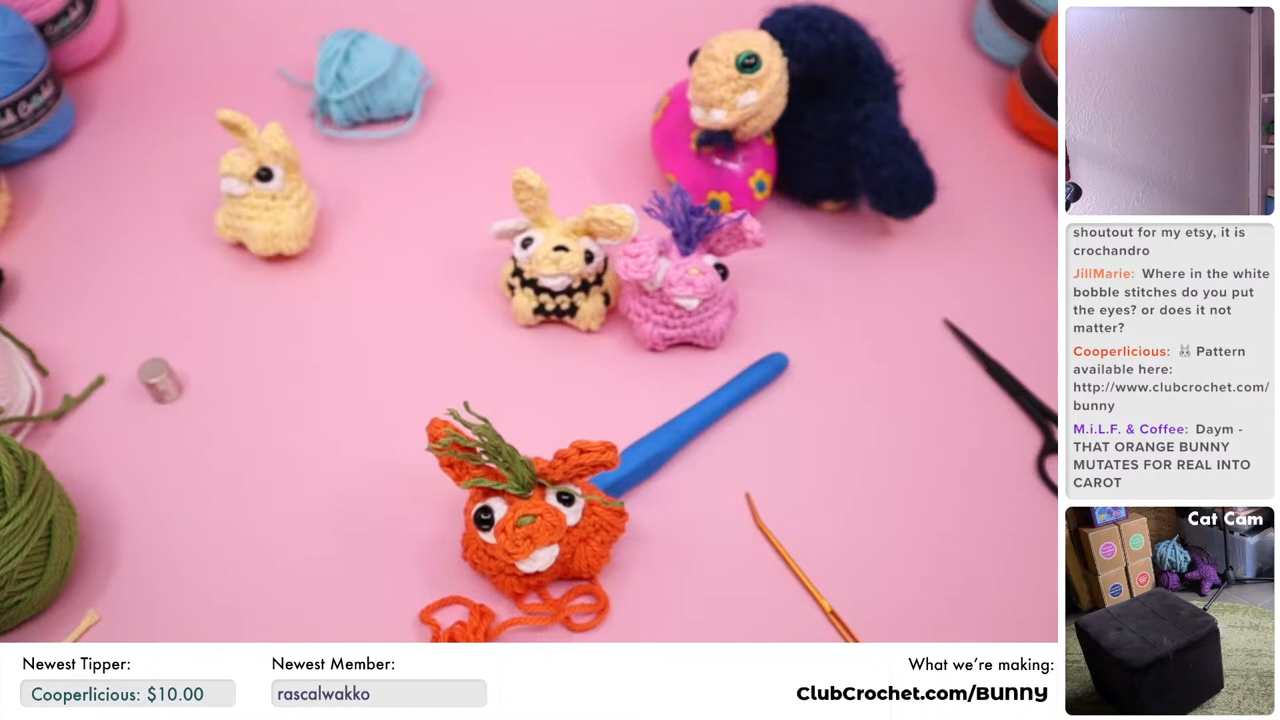 shoutout for my etsy, it is
crochandro
JillMarie: Where in the white
bobble stitches do you put
the eyes? or does it not
matter?
Cooperlicious: 🐰 Pattern
available here:
http://www.clubcrochet.com/
bunny
M.i.L.F. & Coffee: Daym -
THAT ORANGE BUNNY
MUTATES FOR REAL INTO
CAROT
Cat Cam
Newest Tipper:
Cooperlicious: $10.00
Newest Member:
rascalwakko
What we're making:
ClubCrochet.com/BUNNY